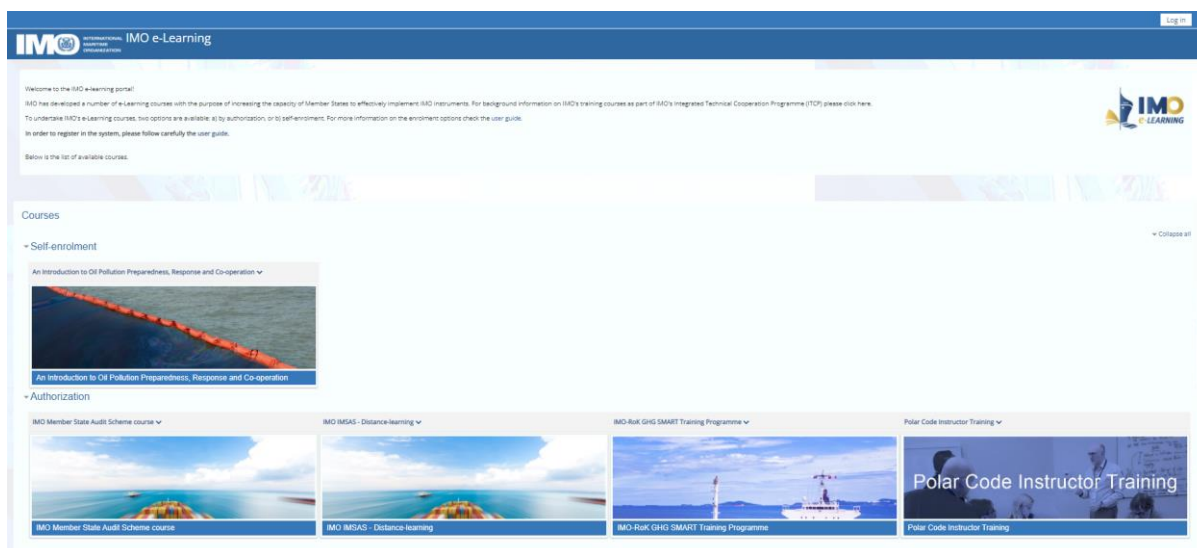 Log in
IMO INTERNATIONAL MARITIME ORGANIZATION IMO e-Learning
Welcome to the IMO e-learning portal!
IMO has developed a number of e-Learning courses with the purpose of increasing the capacity of Member States to effectively implement IMO instruments. For background information on IMO's training courses as part of IMO's Integrated Technical Cooperation Programme (ITCP) please click here.
To undertake IMO's e-Learning courses, two options are available: a) by authorization, or b) self-enrolment. For more information on the enrolment options check the user guide.
In order to register in the system, please follow carefully the user guide.
Below is the list of available courses.
IMO
e-LEARNING
Courses
Collapse all
Self-enrolment
An Introduction to Oil Pollution Preparedness, Response and Co-operation
An Introduction to Oil Pollution Preparedness, Response and Co-operation
Authorization
IMO Member State Audit Scheme course
IMO IMSAS - Distance-learning
IMO-RoK GHG SMART Training Programme
Polar Code Instructor Training
Polar Code Instructor Training
IMO Member State Audit Scheme course
IMO IMSAS - Distance-learning
IMO-RoK GHG SMART Training Programme
Polar Code Instructor Training